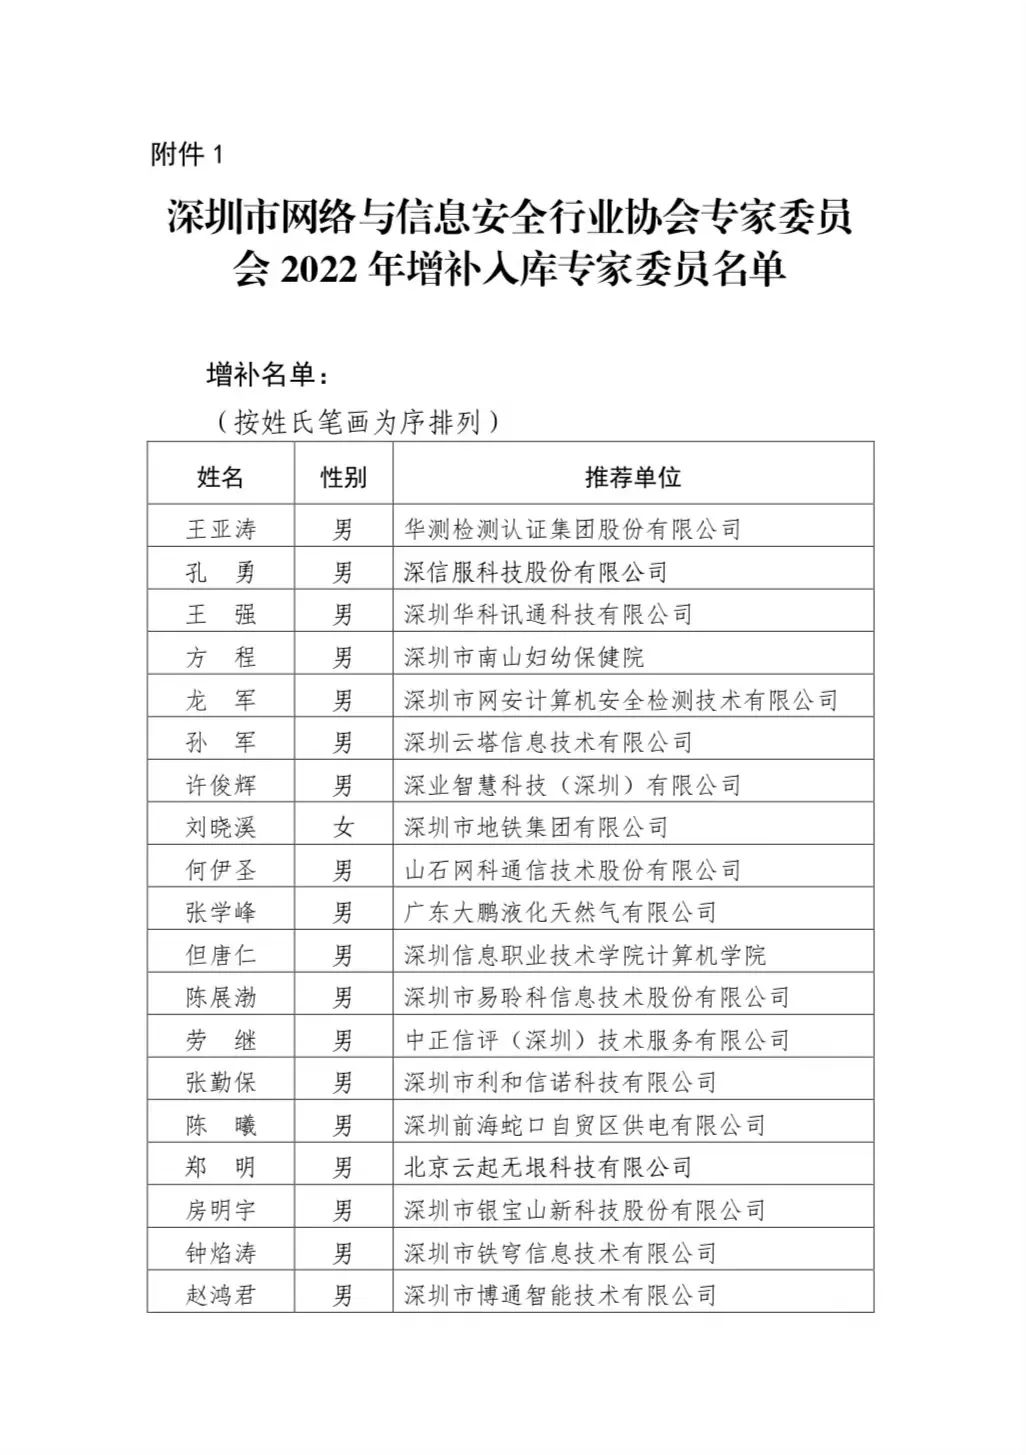 附件 1
深圳市网络与信息安全行业协会专家委员
会 2022 年增补入库专家委员名单
增补名单：
（按姓氏笔画为序排列）
姓名 性别 推荐单位
王亚涛 男 华测检测认证集团股份有限公司
孔 勇 男 深信服科技股份有限公司
王 强 男 深圳华科讯通科技有限公司
方 程 男 深圳市南山妇幼保健院
龙 军 男 深圳市网安计算机安全检测技术有限公司
孙 军 男 深圳云塔信息技术有限公司
许俊辉 男 深业智慧科技（深圳）有限公司
刘晓溪 女 深圳市地铁集团有限公司
何伊圣 男 山石网科通信技术股份有限公司
张学峰 男 广东大鹏液化天然气有限公司
但唐仁 男 深圳信息职业技术学院计算机学院
陈展渤 男 深圳市易聆科信息技术股份有限公司
劳 继 男 中正信评（深圳）技术服务有限公司
张勤保 男 深圳市利和信诺科技有限公司
陈 曦 男 深圳前海蛇口自贸区供电有限公司
郑 明 男 北京云起无垠科技有限公司
房明宇 男 深圳市银宝山新科技股份有限公司
钟焰涛 男 深圳市铁穹信息技术有限公司
赵鸿君 男 深圳市博通智能技术有限公司